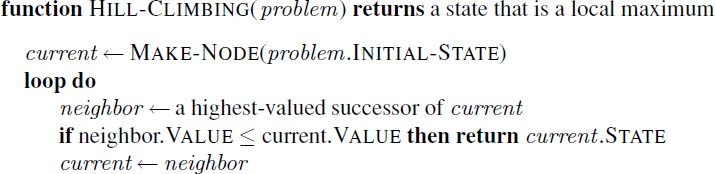 function HILL-CLIMBING(problem) returns a state that is a local maximum
current ← MAKE-NODE(problem.INITIAL-STATE)
loop do
neighbor ← a highest-valued successor of current
if neighbor.VALUE ≤ current.VALUE then return current.STATE
current ← neighbor